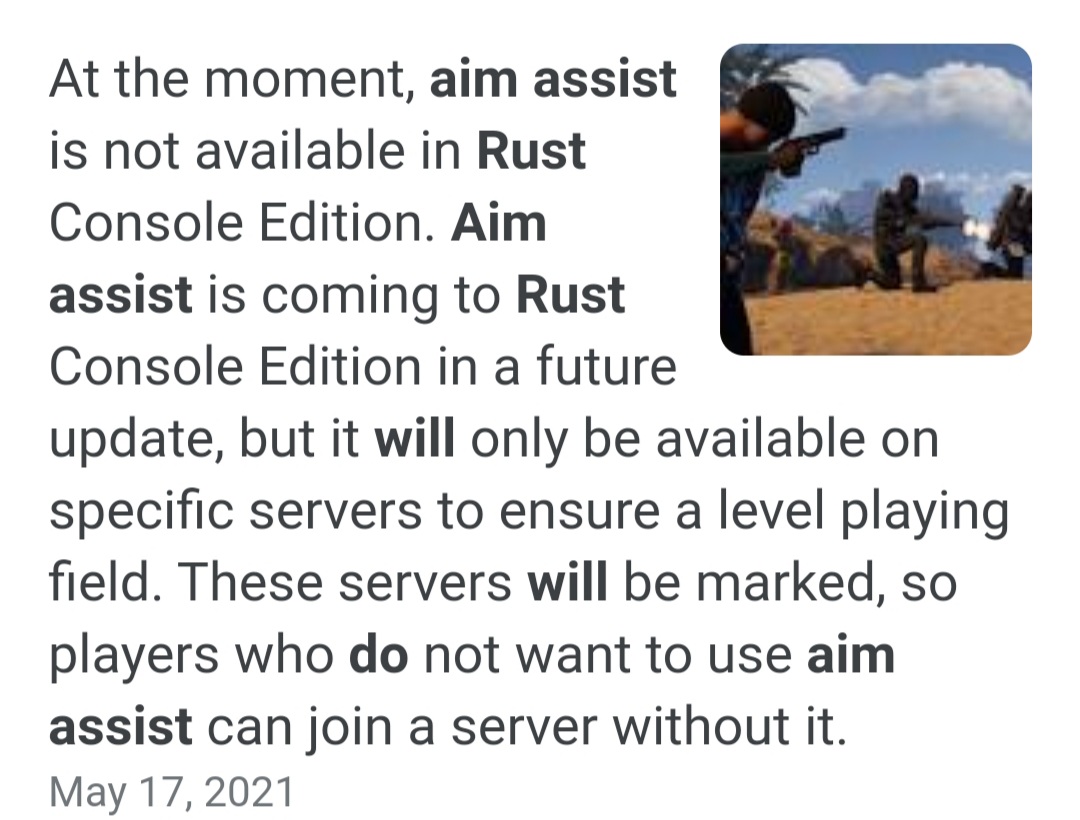 At the moment, aim assist
is not available in Rust
Console Edition. Aim
assist is coming to Rust
Console Edition in a future
update, but it will only be available on
specific servers to ensure a level playing
field. These servers will be marked, so
players who do not want to use aim
assist can join a server without it.
May 17, 2021